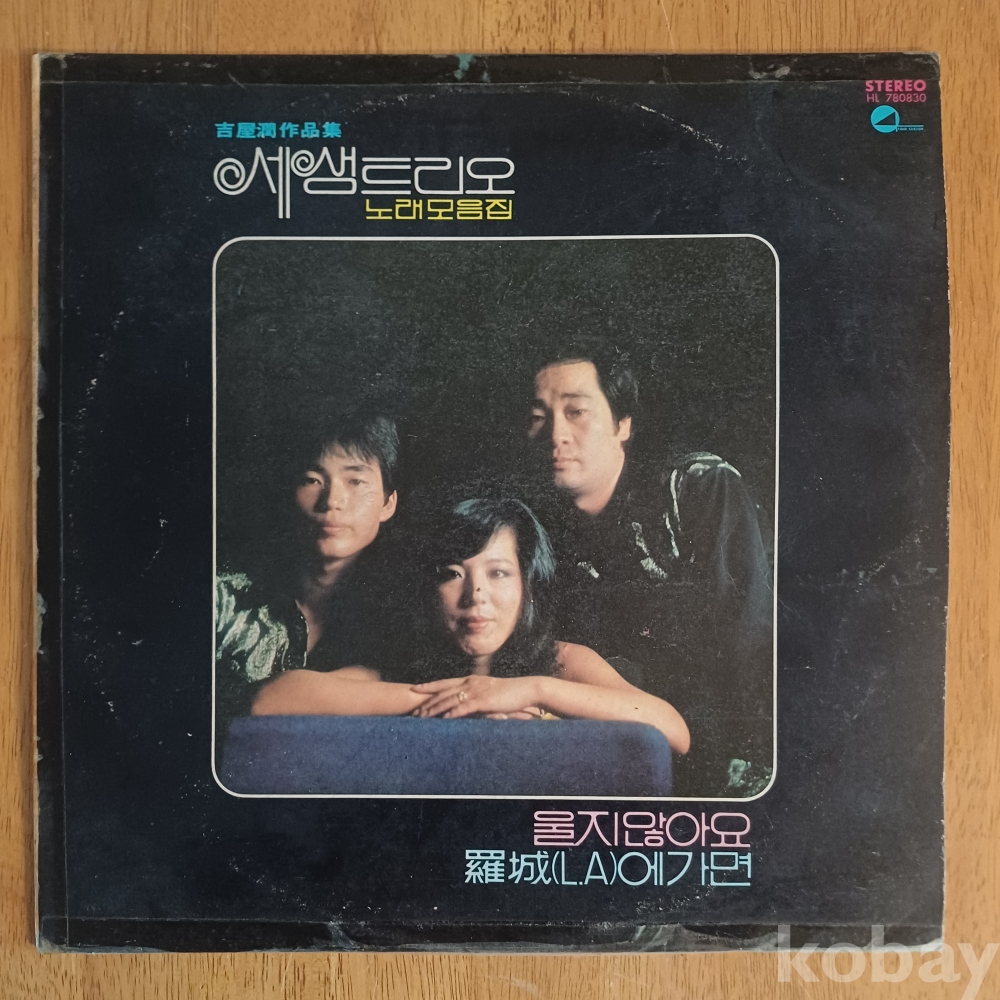 STEREO
HL 780830
吉屋潤作品集
세샘트리오
노래모음집
울지않아요
羅城(L.A)에가면
kobay